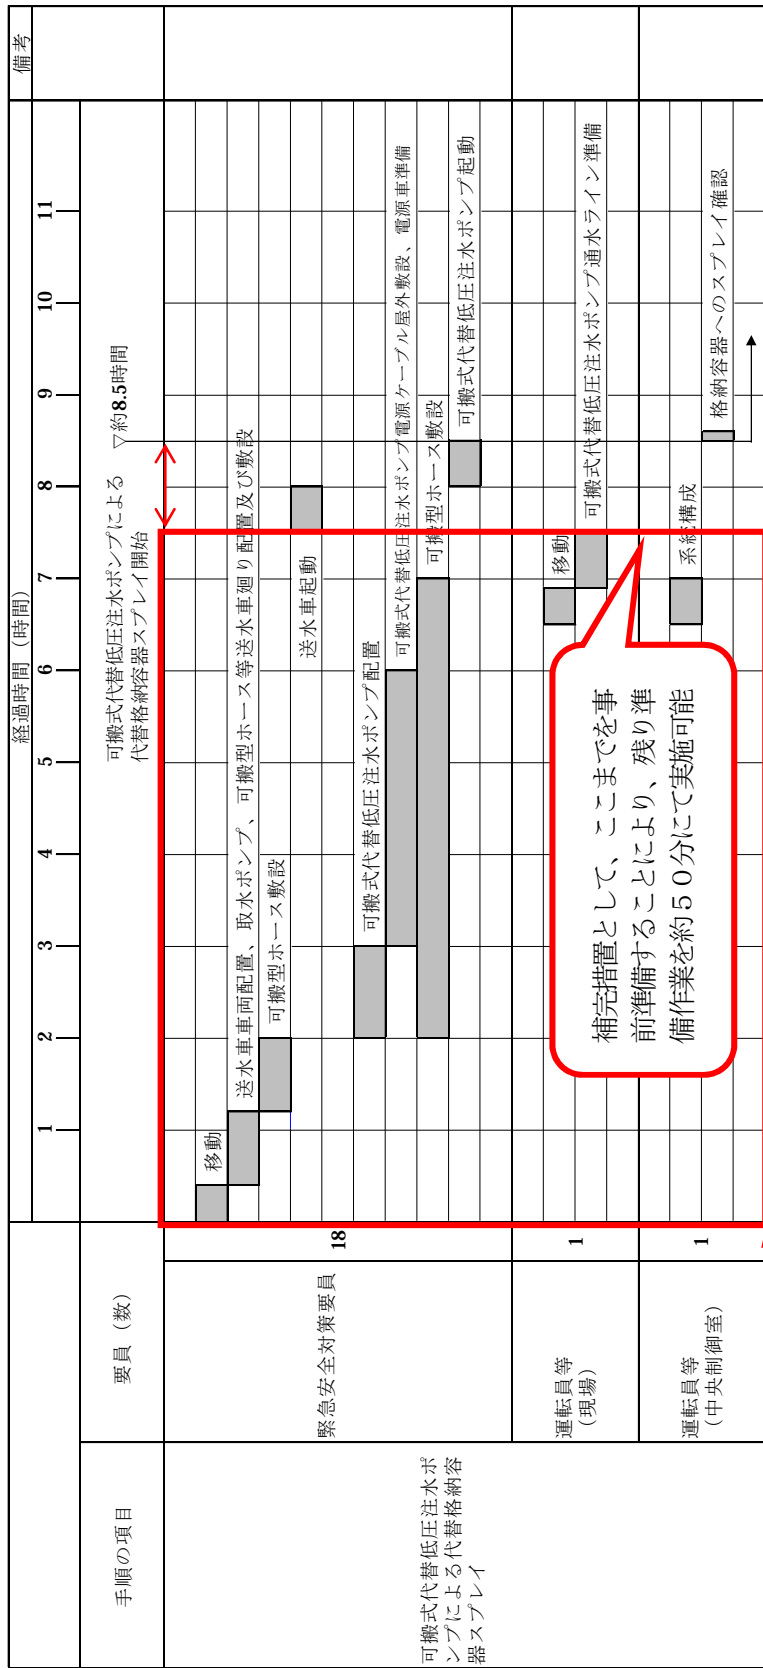 経過時間（時間）
備考
1
2
3
4
5
6
7
8
9
10
11
手順の項目
要員（数）
可搬式代替低圧注水ポンプによる
代替格納容器スプレイ開始
▽約8.5時間
可搬式代替低圧注水ポ
ンプによる代替格納容
器スプレイ
緊急安全対策要員
18
移動
送水車車両配置、取水ポンプ、可搬型ホース等送水車廻り配置及び敷設
可搬型ホース敷設
送水車起動
可搬式代替低圧注水ポンプ配置
可搬式代替低圧注水ポンプ電源ケーブル屋外敷設、電源車準備
可搬型ホース敷設
可搬式代替低圧注水ポンプ起動
運転員等
（現場）
1
移動
可搬式代替低圧注水ポンプ通水ライン準備
運転員等
（中央制御室）
1
系統構成
格納容器へのスプレイ確認
補完措置として、ここまでを事
前準備することにより、残り準
備作業を約５０分にて実施可能